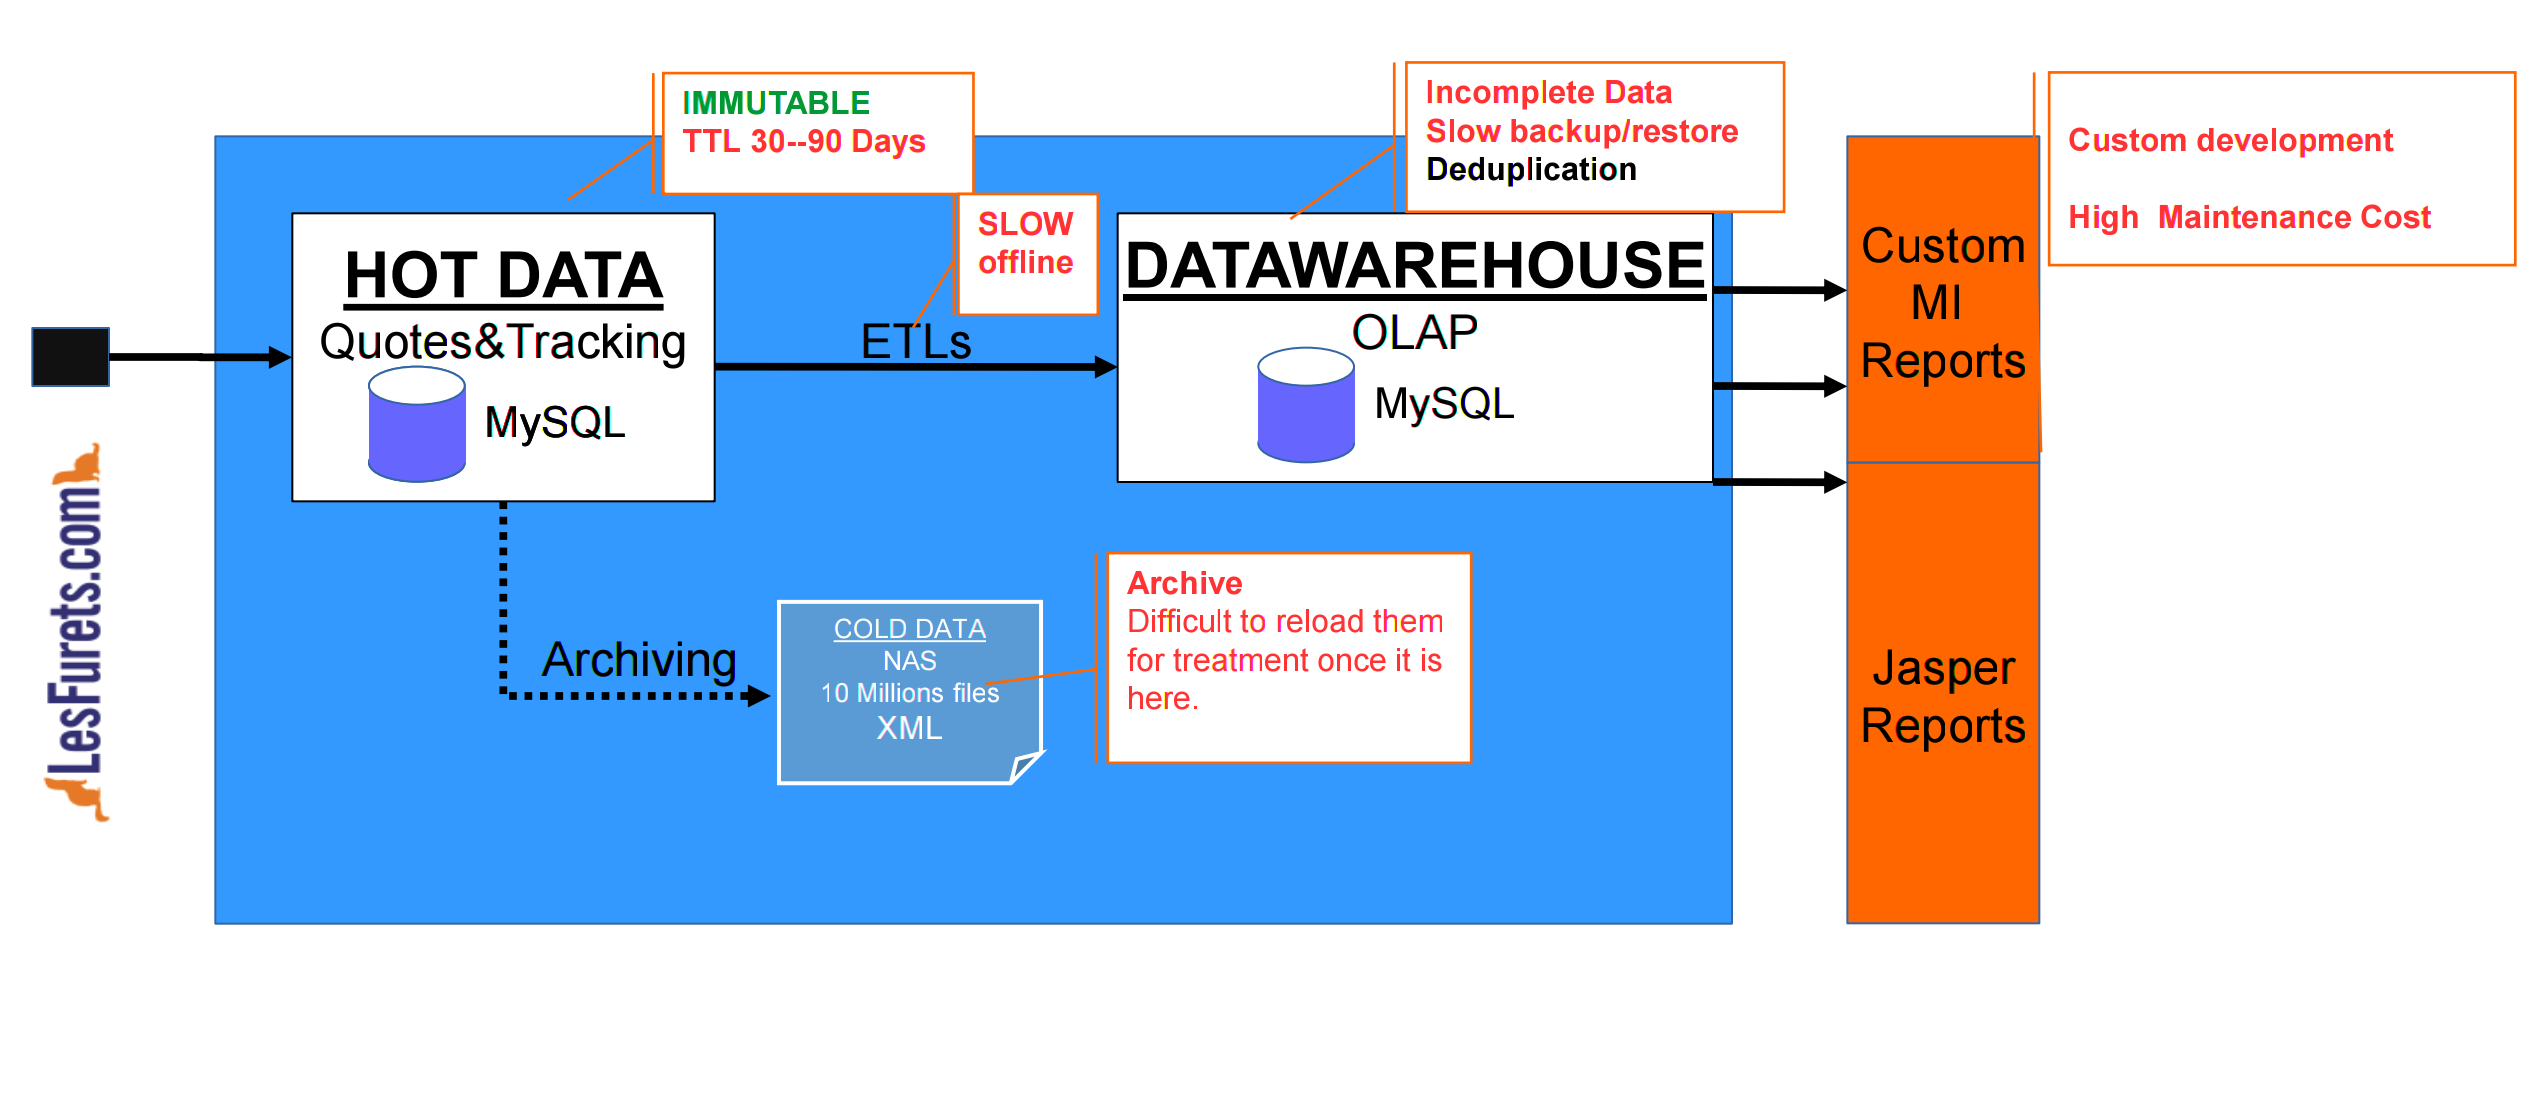 IMMUTABLE
TTL 30--90 Days
Incomplete Data
Slow backup/restore
Deduplication
Custom development
High  Maintenance Cost
SLOW
offline
HOT DATA
Quotes&Tracking
MySQL
ETLs
DATAWAREHOUSE
OLAP
MySQL
Custom
MI
Reports
LesFurets.com
Archiving
COLD DATA
NAS
10 Millions files
XML
Archive
Difficult to reload them
for treatment once it is
here.
Jasper
Reports